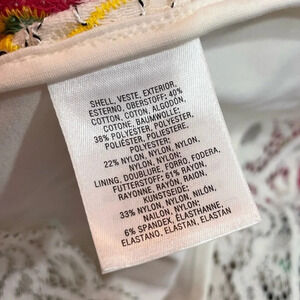 SHELL, VESTE, EXTERIOR,
ESTERNO, OBERSTOFF: 40%
COTTON, COTON, ALGODÓN,
COTONE, BAUMWOLLE;
38% POLYESTER, POLYESTER,
POLIÉSTER, POLIESTERE,
POLYESTER;
22% NYLON, NYLON, NYLON,
NYLON, NYLON
LINING, DOUBLURE, FORRO, FODERA,
FUTTERSTOFF: 61% RAYON,
RAYONNE, RAYÓN, RAION,
KUNSTSEIDE;
33% NYLON, NYLON, NILÓN,
NAILON, NYLON;
6% SPANDEX, ÉLASTHANNE,
ELASTANO, ELASTAN, ELASTAN